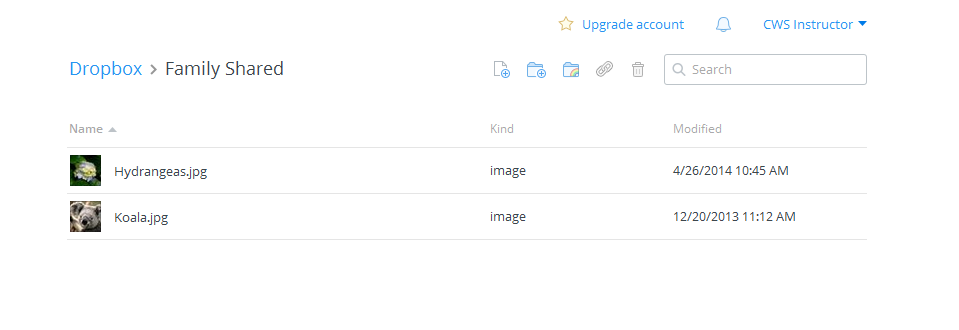 Upgrade account CWS Instructor
Dropbox > Family Shared Search
Name Kind Modified
Hydrangeas.jpg image 4/26/2014 10:45 AM
Koala.jpg image 12/20/2013 11:12 AM